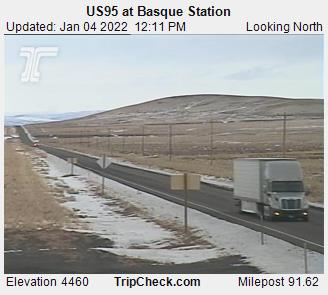 US95 at Basque Station
Updated: Jan 04 2022 12:11 PM Looking North
Elevation 4460 TripCheck.com Milepost 91.62